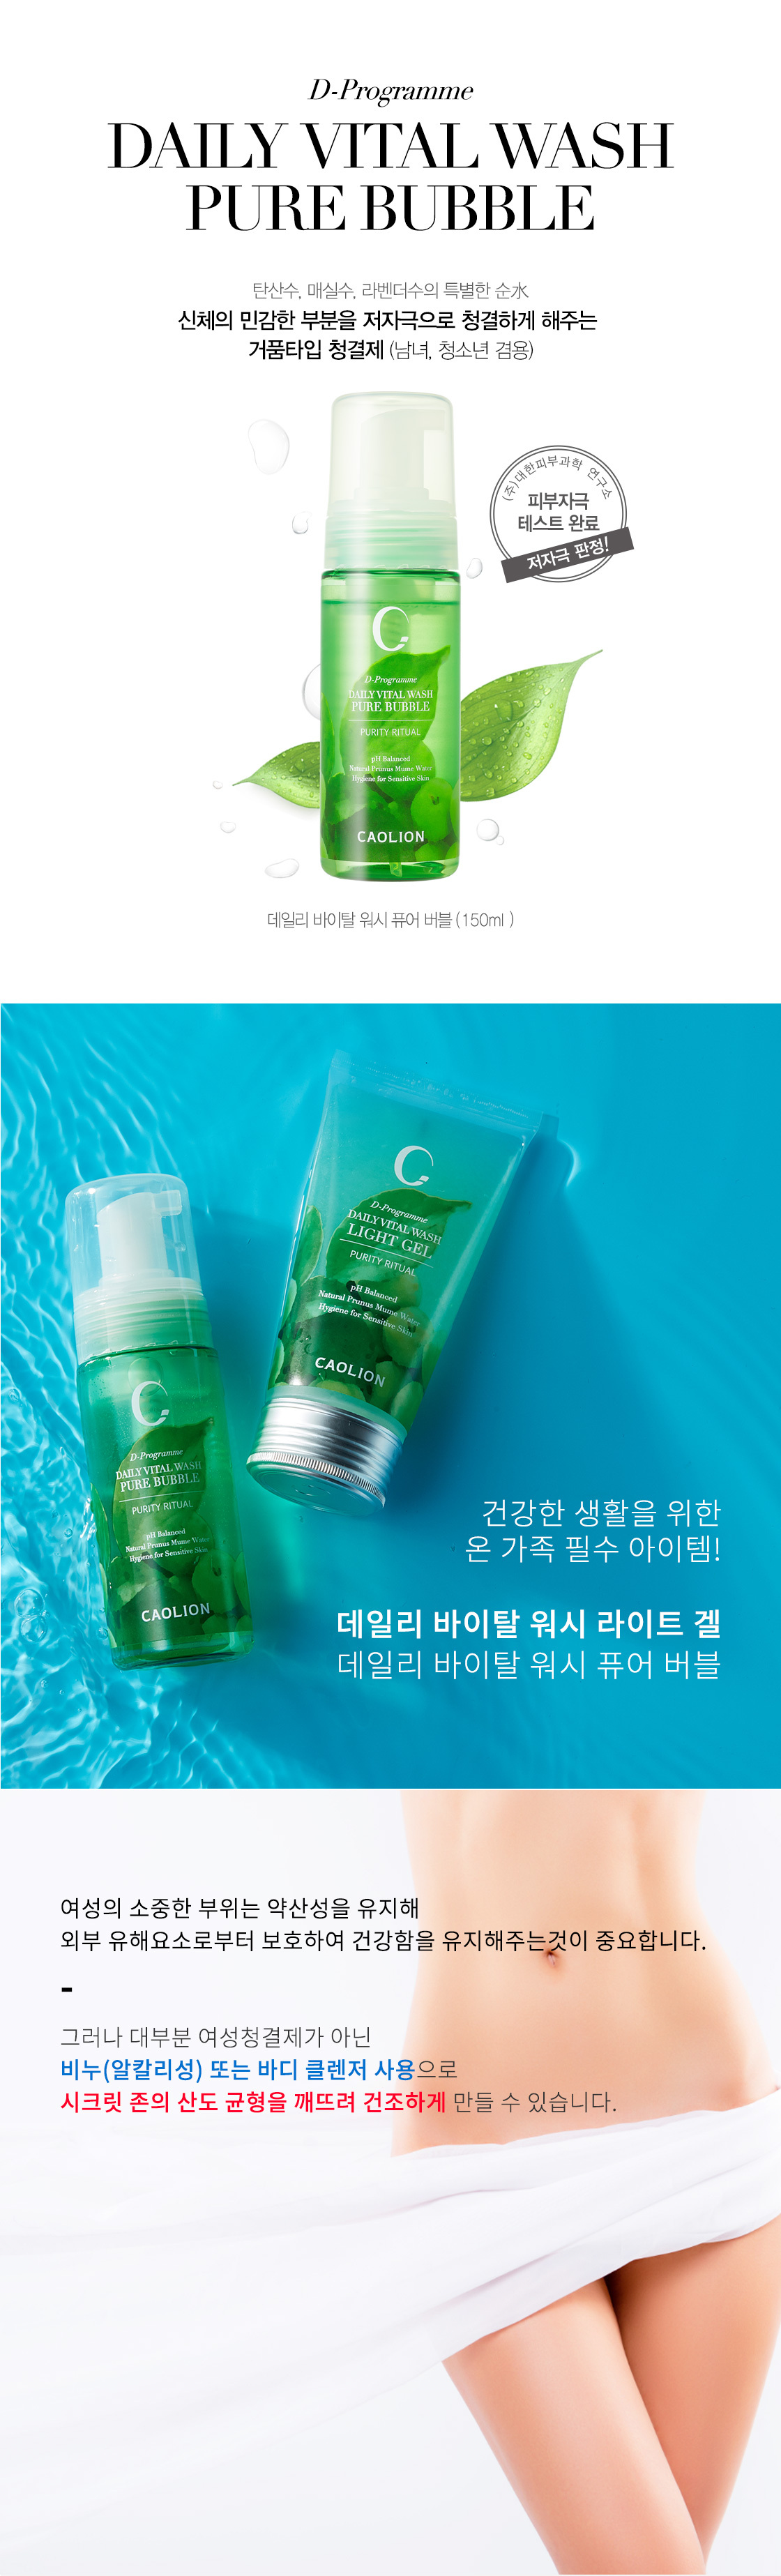 D-Programme
DAILY VITAL WASH
PURE BUBBLE
탄산수, 매실수, 라벤더수의 특별한 순水
신체의 민감한 부분을 저자극으로 청결하게 해주는
거품타입 청결제 (남녀, 청소년 겸용)
(주)대한피부과학 연구소
피부자극
테스트 완료
저자극 판정!
C
D-Programme
DAILY VITAL WASH
PURE BUBBLE
PURITY RITUAL
pH Balanced
Natural Prunus Mume Water
Hygiene for Sensitive Skin
CAOLION
데일리 바이탈 워시 퓨어 버블 (150ml )
C
D-Programme
DAILY VITAL WASH
LIGHT GEL
PURITY RITUAL
pH Balanced
Natural Prunus Mume Water
Hygiene for Sensitive Skin
CAOLION
C
D-Programme
DAILY VITAL WASH
PURE BUBBLE
PURITY RITUAL
pH Balanced
Natural Prunus Mume Water
Hygiene for Sensitive Skin
CAOLION
건강한 생활을 위한
온 가족 필수 아이템!
데일리 바이탈 워시 라이트 겔
데일리 바이탈 워시 퓨어 버블
여성의 소중한 부위는 약산성을 유지해
외부 유해요소로부터 보호하여 건강함을 유지해주는것이 중요합니다.
-
그러나 대부분 여성청결제가 아닌
비누(알칼리성) 또는 바디 클렌저 사용으로
시크릿 존의 산도 균형을 깨뜨려 건조하게 만들 수 있습니다.